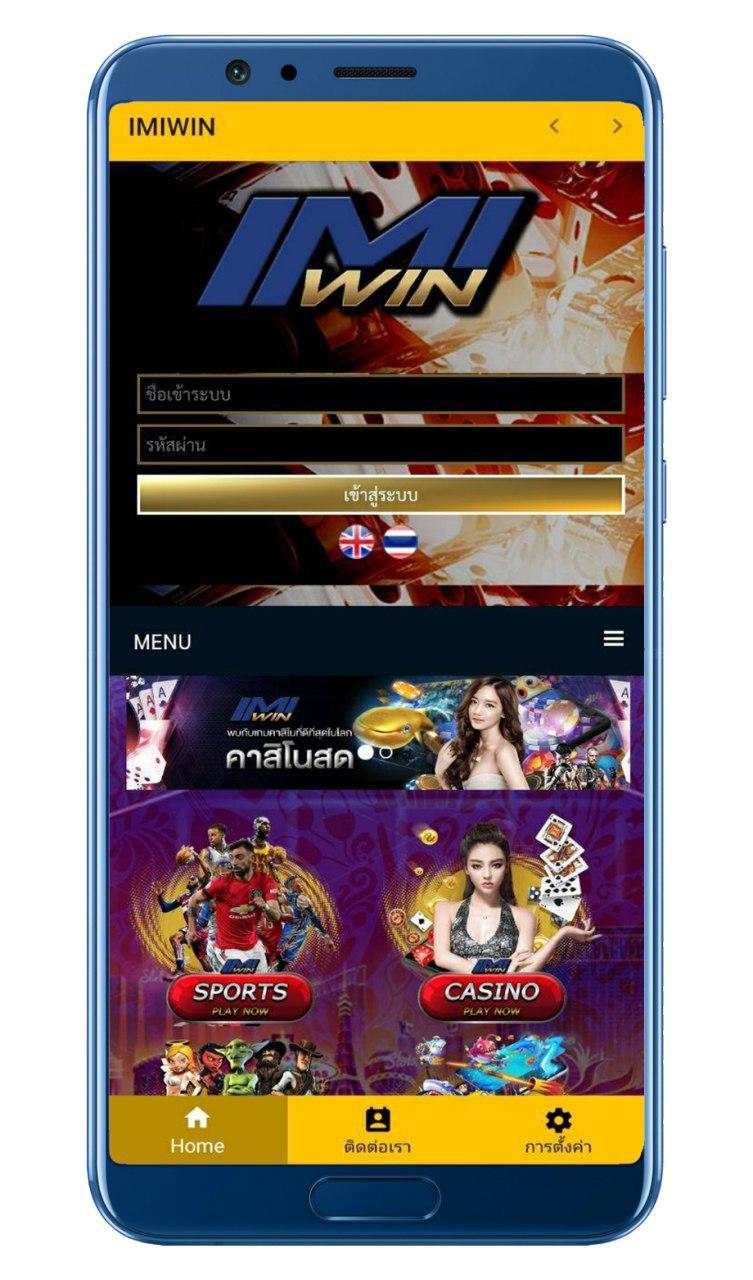 IMIWIN
IMI
WIN
ชื่อเข้าระบบ
รหัสผ่าน
เข้าสู่ระบบ
MENU
IMI
WIN
พบกับเกมคาสิโนที่ดีที่สุดในโลก
คาสิโนสด
A
A
A
A
CHEVROLET
IMI
WIN
SPORTS
PLAY NOW
IMI
WIN
CASINO
PLAY NOW
Home
ติดต่อเรา
การตั้งค่า